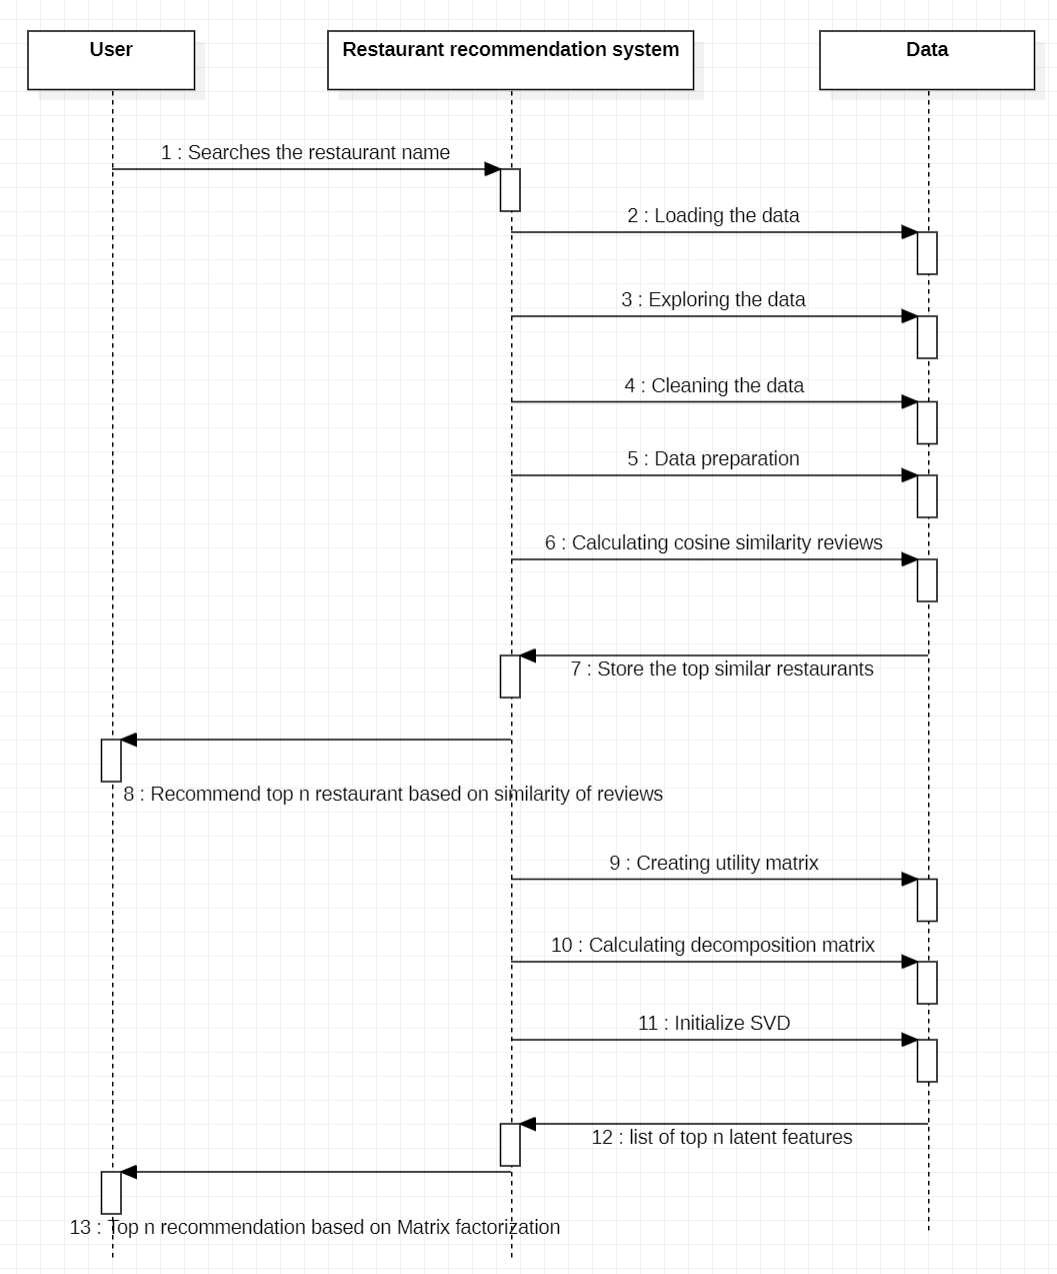 User
Restaurant recommendation system
Data
1 : Searches the restaurant name
2 : Loading the data
3 : Exploring the data
4 : Cleaning the data
5 : Data preparation
6 : Calculating cosine similarity reviews
7 : Store the top similar restaurants
8 : Recommend top n restaurant based on similarity of reviews
9 : Creating utility matrix
10 : Calculating decomposition matrix
11 : Initialize SVD
12 : list of top n latent features
13 : Top n recommendation based on Matrix factorization